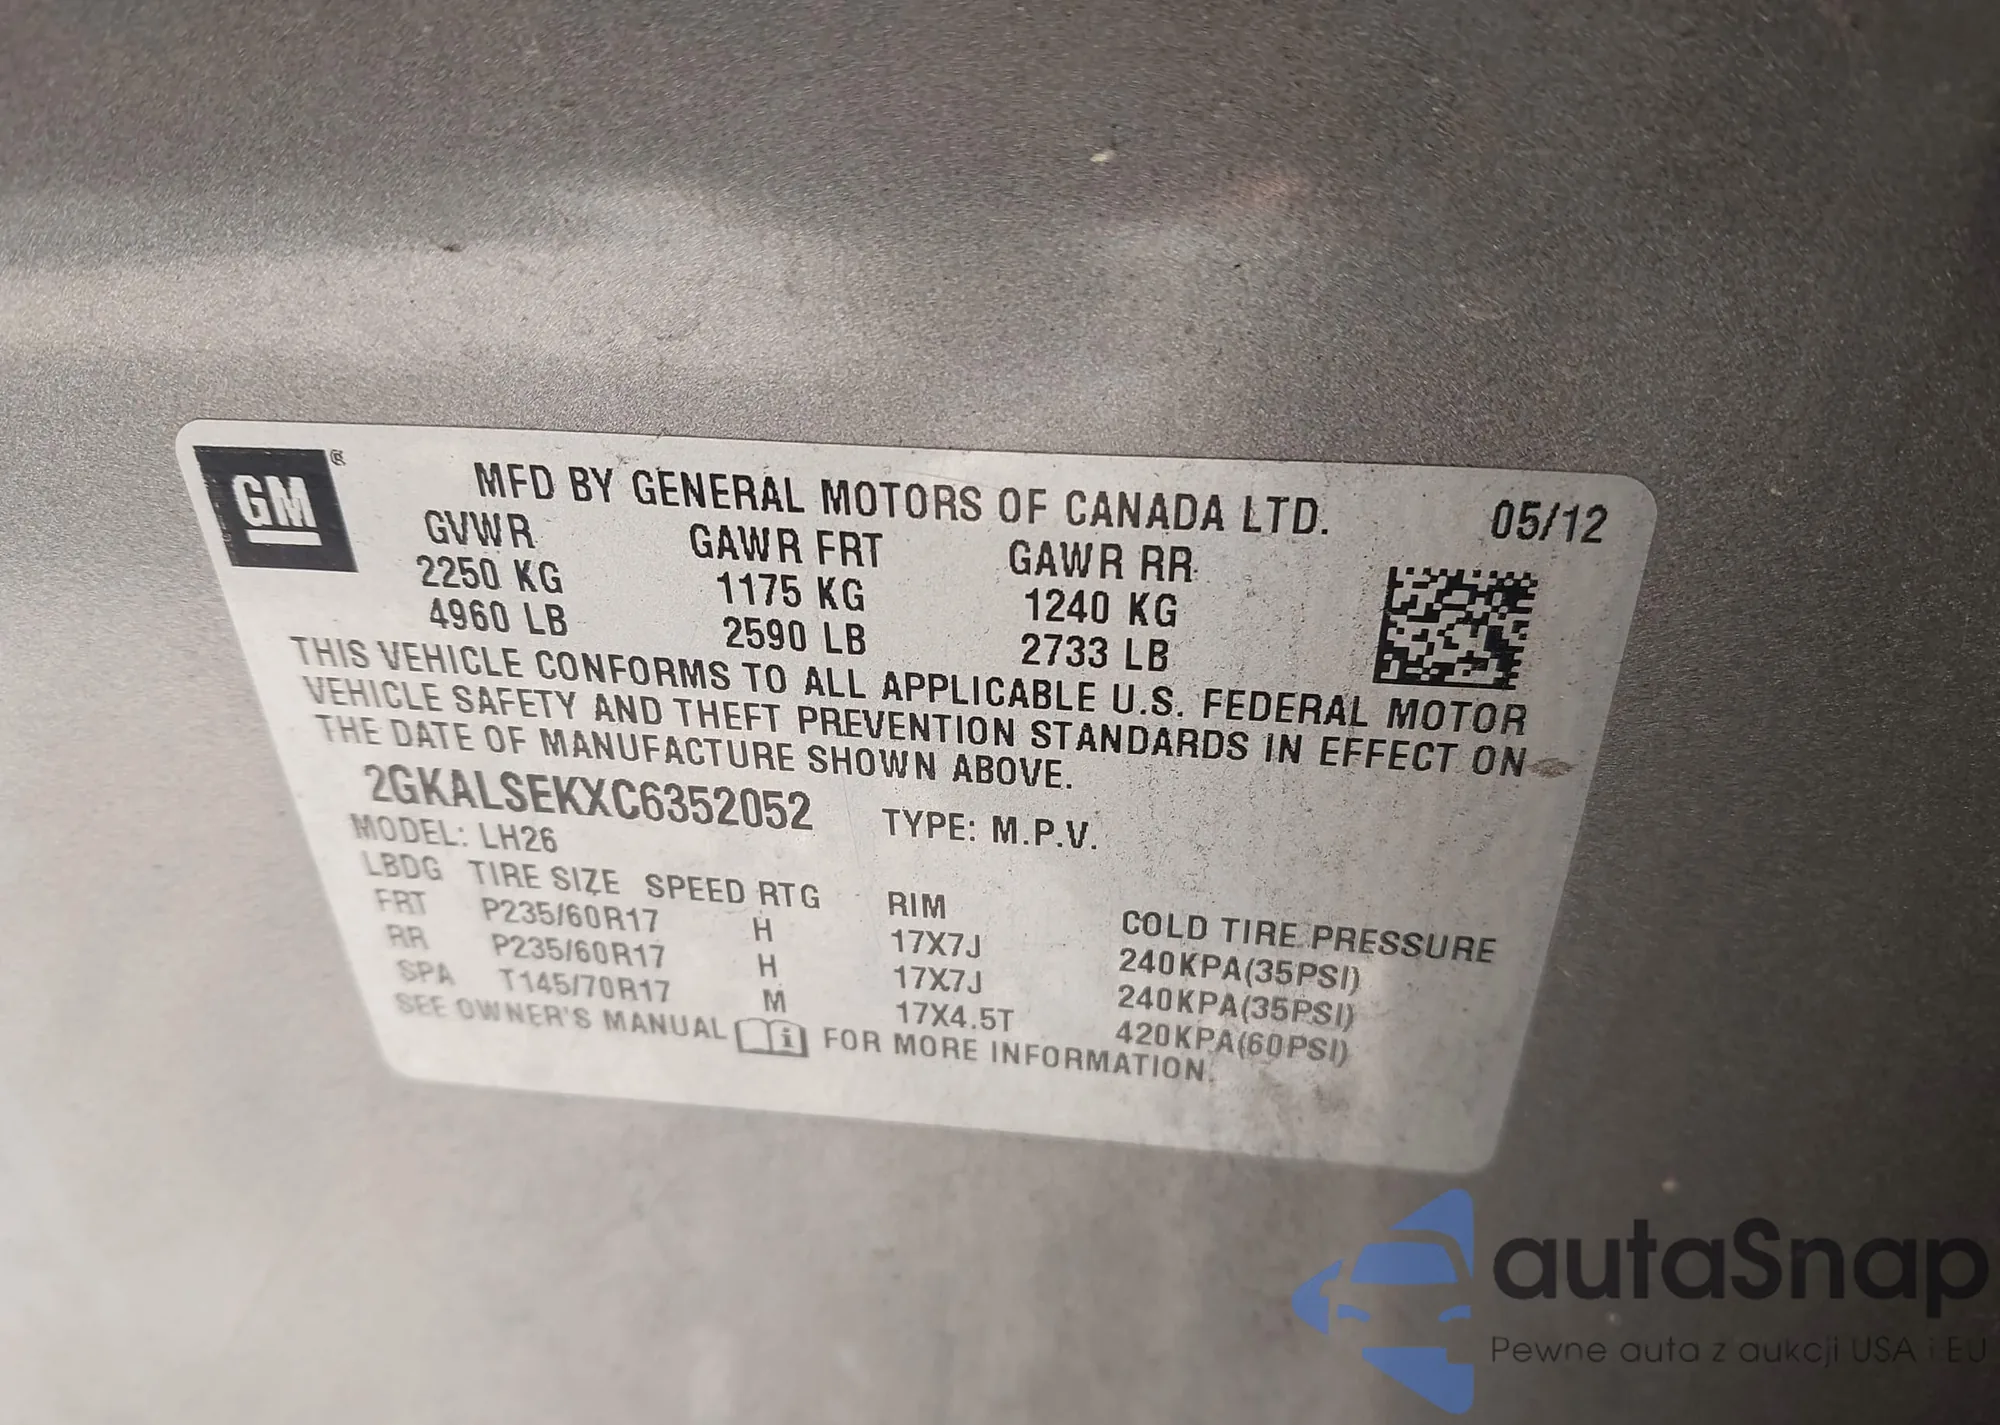 GM ®
MFD BY GENERAL MOTORS OF CANADA LTD. 05/12
GVWR GAWR FRT GAWR RR
2250 KG 1175 KG 1240 KG
4960 LB 2590 LB 2733 LB
THIS VEHICLE CONFORMS TO ALL APPLICABLE U.S. FEDERAL MOTOR
VEHICLE SAFETY AND THEFT PREVENTION STANDARDS IN EFFECT ON
THE DATE OF MANUFACTURE SHOWN ABOVE.
2GKALSEKXC6352052 TYPE: M.P.V.
MODEL: LH26
LBDG TIRE SIZE SPEED RTG RIM COLD TIRE PRESSURE
FRT P235/60R17 H 17X7J 240KPA(35PSI)
RR P235/60R17 H 17X7J 240KPA(35PSI)
SPA T145/70R17 M 17X4.5T 420KPA(60PSI)
SEE OWNER'S MANUAL i FOR MORE INFORMATION.
autaSnap
Pewne auta z aukcji USA i EU